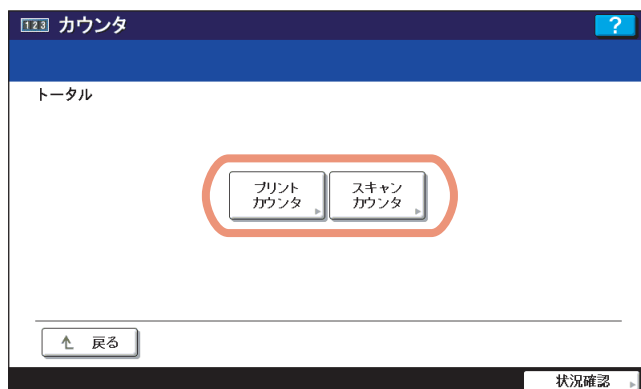 123 カウンタ
?
トータル
プリント
カウンタ
スキャン
カウンタ
戻る
状況確認